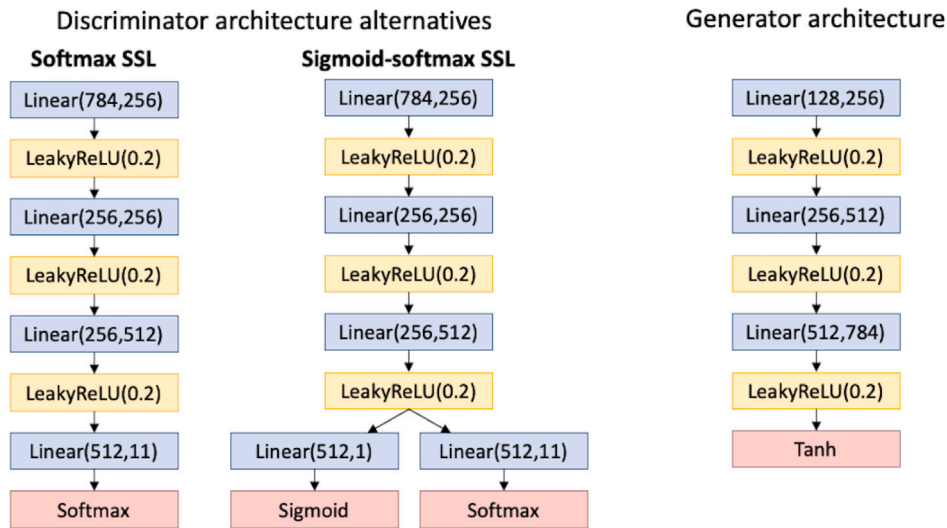 Discriminator architecture alternatives
Softmax SSL
Linear(784,256)
LeakyReLU(0.2)
Linear(256,256)
LeakyReLU(0.2)
Linear(256,512)
LeakyReLU(0.2)
Linear(512,11)
Softmax
Sigmoid-softmax SSL
Linear(784,256)
LeakyReLU(0.2)
Linear(256,256)
LeakyReLU(0.2)
Linear(256,512)
LeakyReLU(0.2)
Linear(512,1)
Sigmoid
Linear(512,11)
Softmax
Generator architecture
Linear(128,256)
LeakyReLU(0.2)
Linear(256,512)
LeakyReLU(0.2)
Linear(512,784)
LeakyReLU(0.2)
Tanh